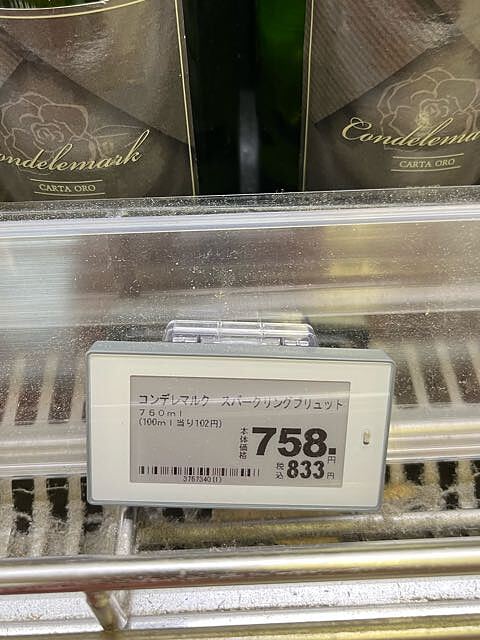 ondelemark
CARTA ORO
Condelema
CARTA ORO
コンデレマルク スパークリングブリュット
750ml
(100ml当り102円)
本体価格
758.
円
税込
833
円
3767340(1)